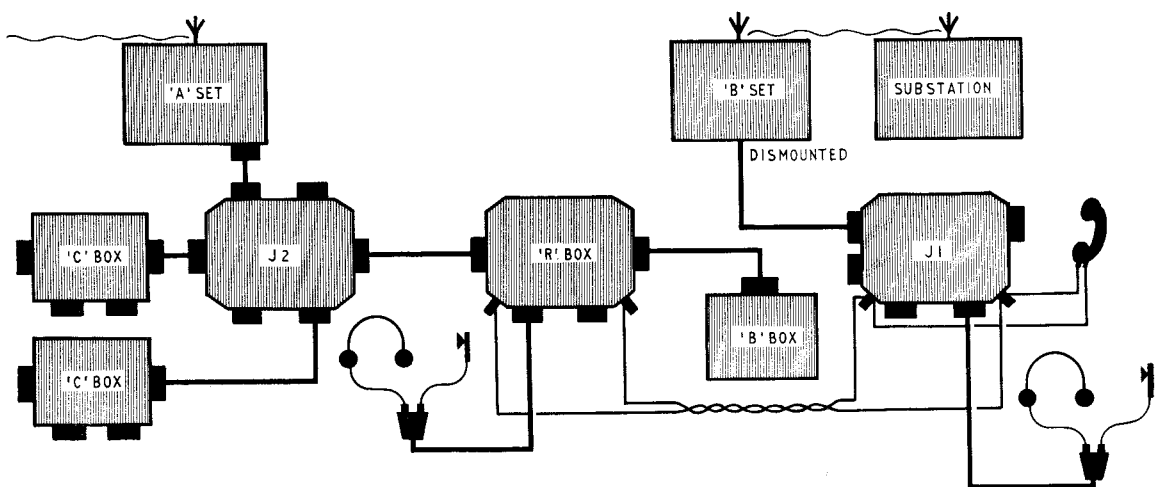 'A' SET
'B' SET
SUBSTATION
DISMOUNTED
'C' BOX
J2
'R' BOX
J1
'B' BOX
'C' BOX